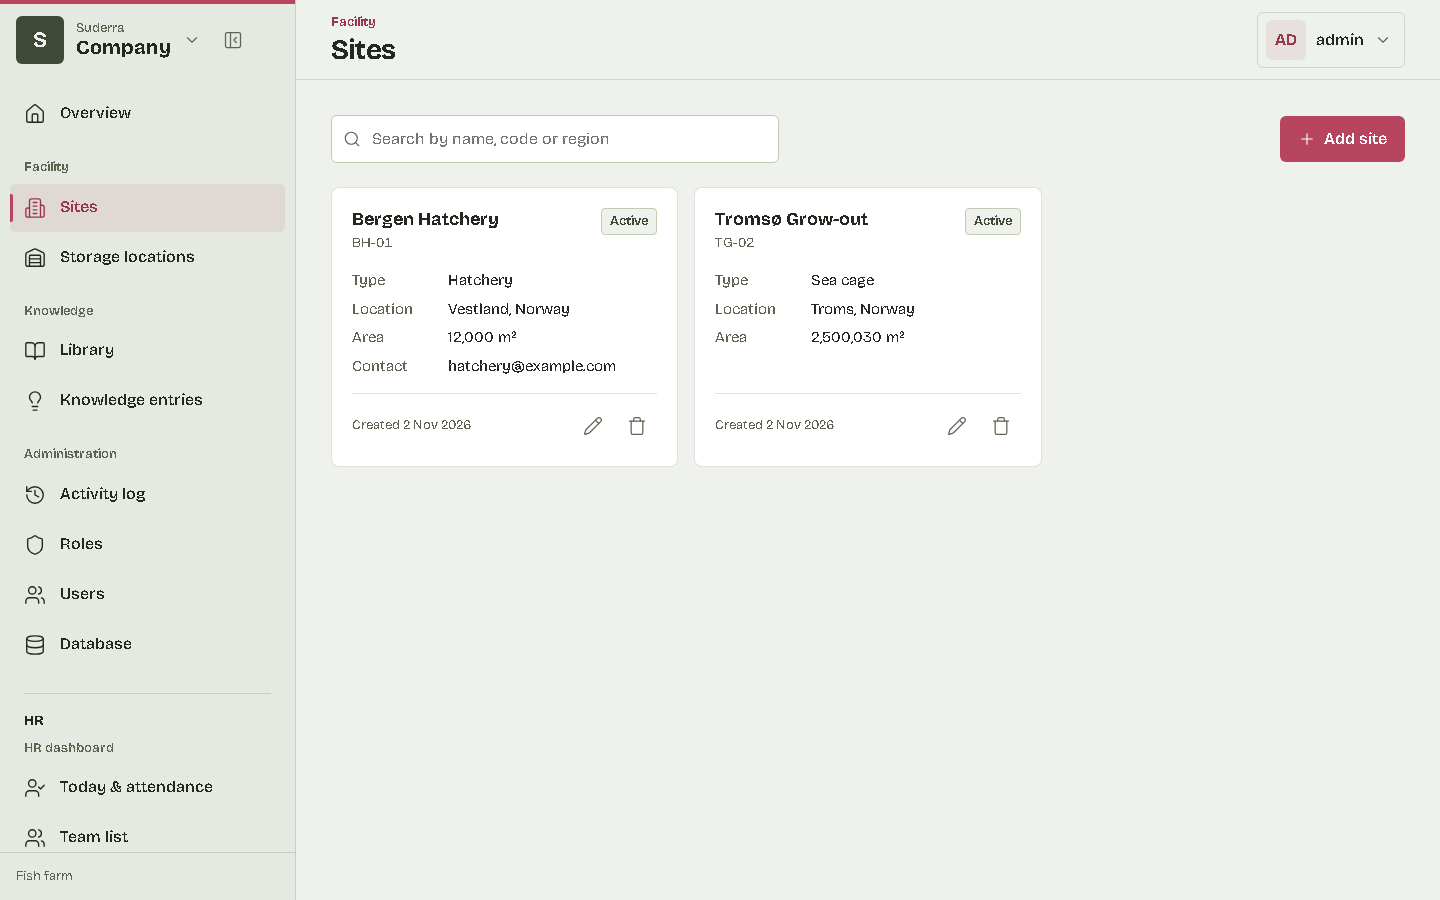 S
Suderra
Company
Overview
Facility
Sites
Storage locations
Knowledge
Library
Knowledge entries
Administration
Activity log
Roles
Users
Database
HR
HR dashboard
Today & attendance
Team list
Fish farm
Facility
Sites
AD
admin
Search by name, code or region
Add site
Bergen Hatchery
Active
BH-01
Type Hatchery
Location Vestland, Norway
Area 12,000 m²
Contact hatchery@example.com
Created 2 Nov 2026
Tromsø Grow-out
Active
TG-02
Type Sea cage
Location Troms, Norway
Area 2,500,030 m²
Created 2 Nov 2026